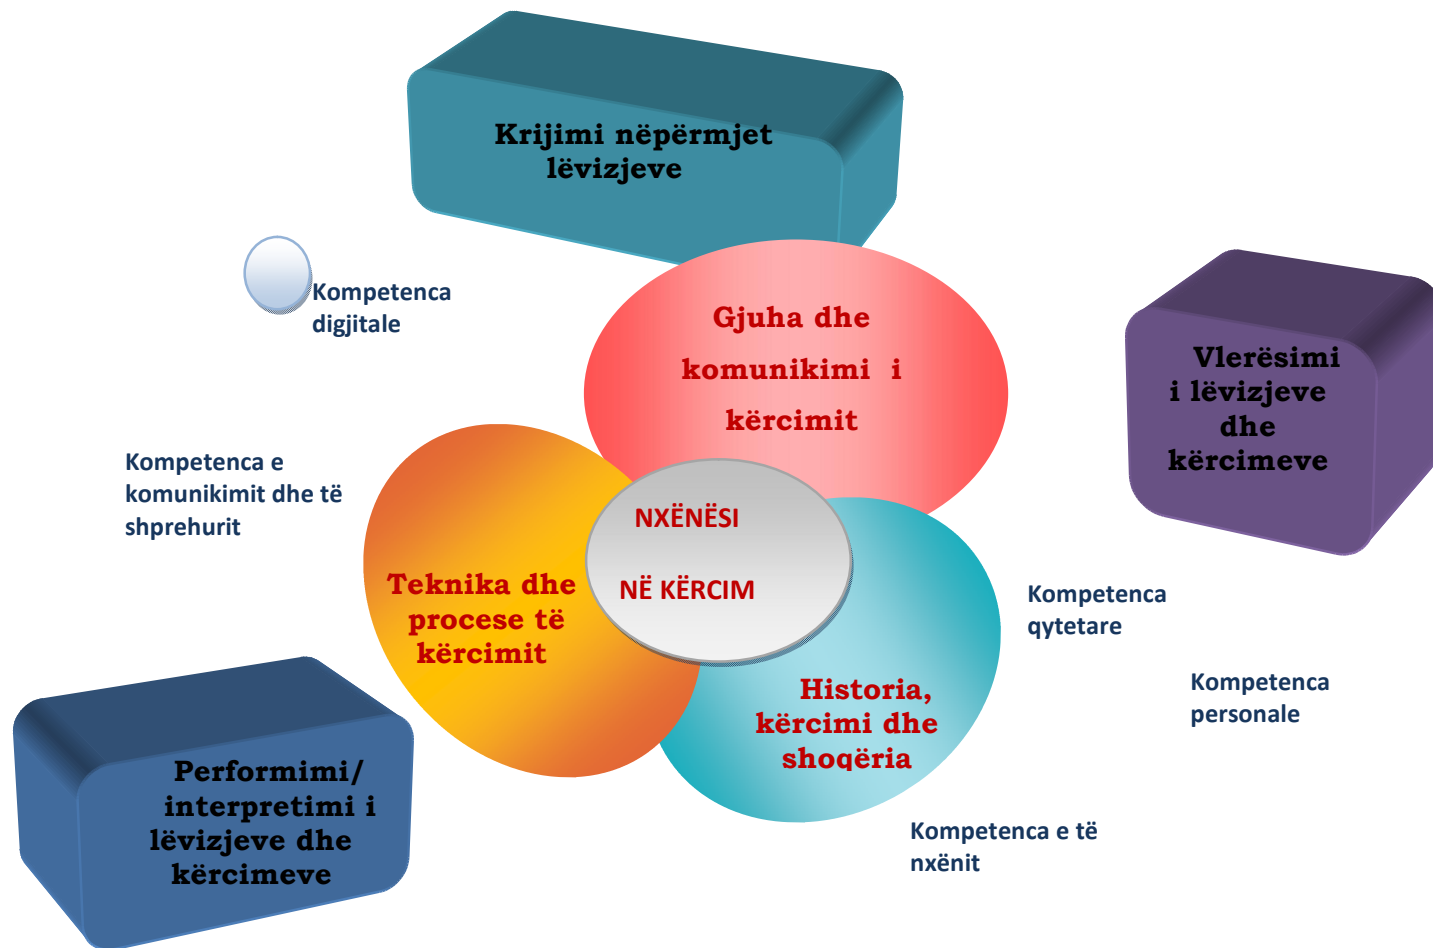 Krijimi nëpërmjet
lëvizjeve
Kompetenca
digjitale
Gjuha dhe
komunikimi i
kërcimit
Vlerësimi
i lëvizjeve
dhe
kërcimeve
Kompetenca e
komunikimit dhe të
shprehurit
NXËNËSI
NË KËRCIM
Teknika dhe
procese të
kërcimit
Kompetenca
qytetare
Historia,
kërcimi dhe
shoqëria
Kompetenca
personale
Performimi/
interpretimi i
lëvizjeve dhe
kërcimeve
Kompetenca e të
nxënit